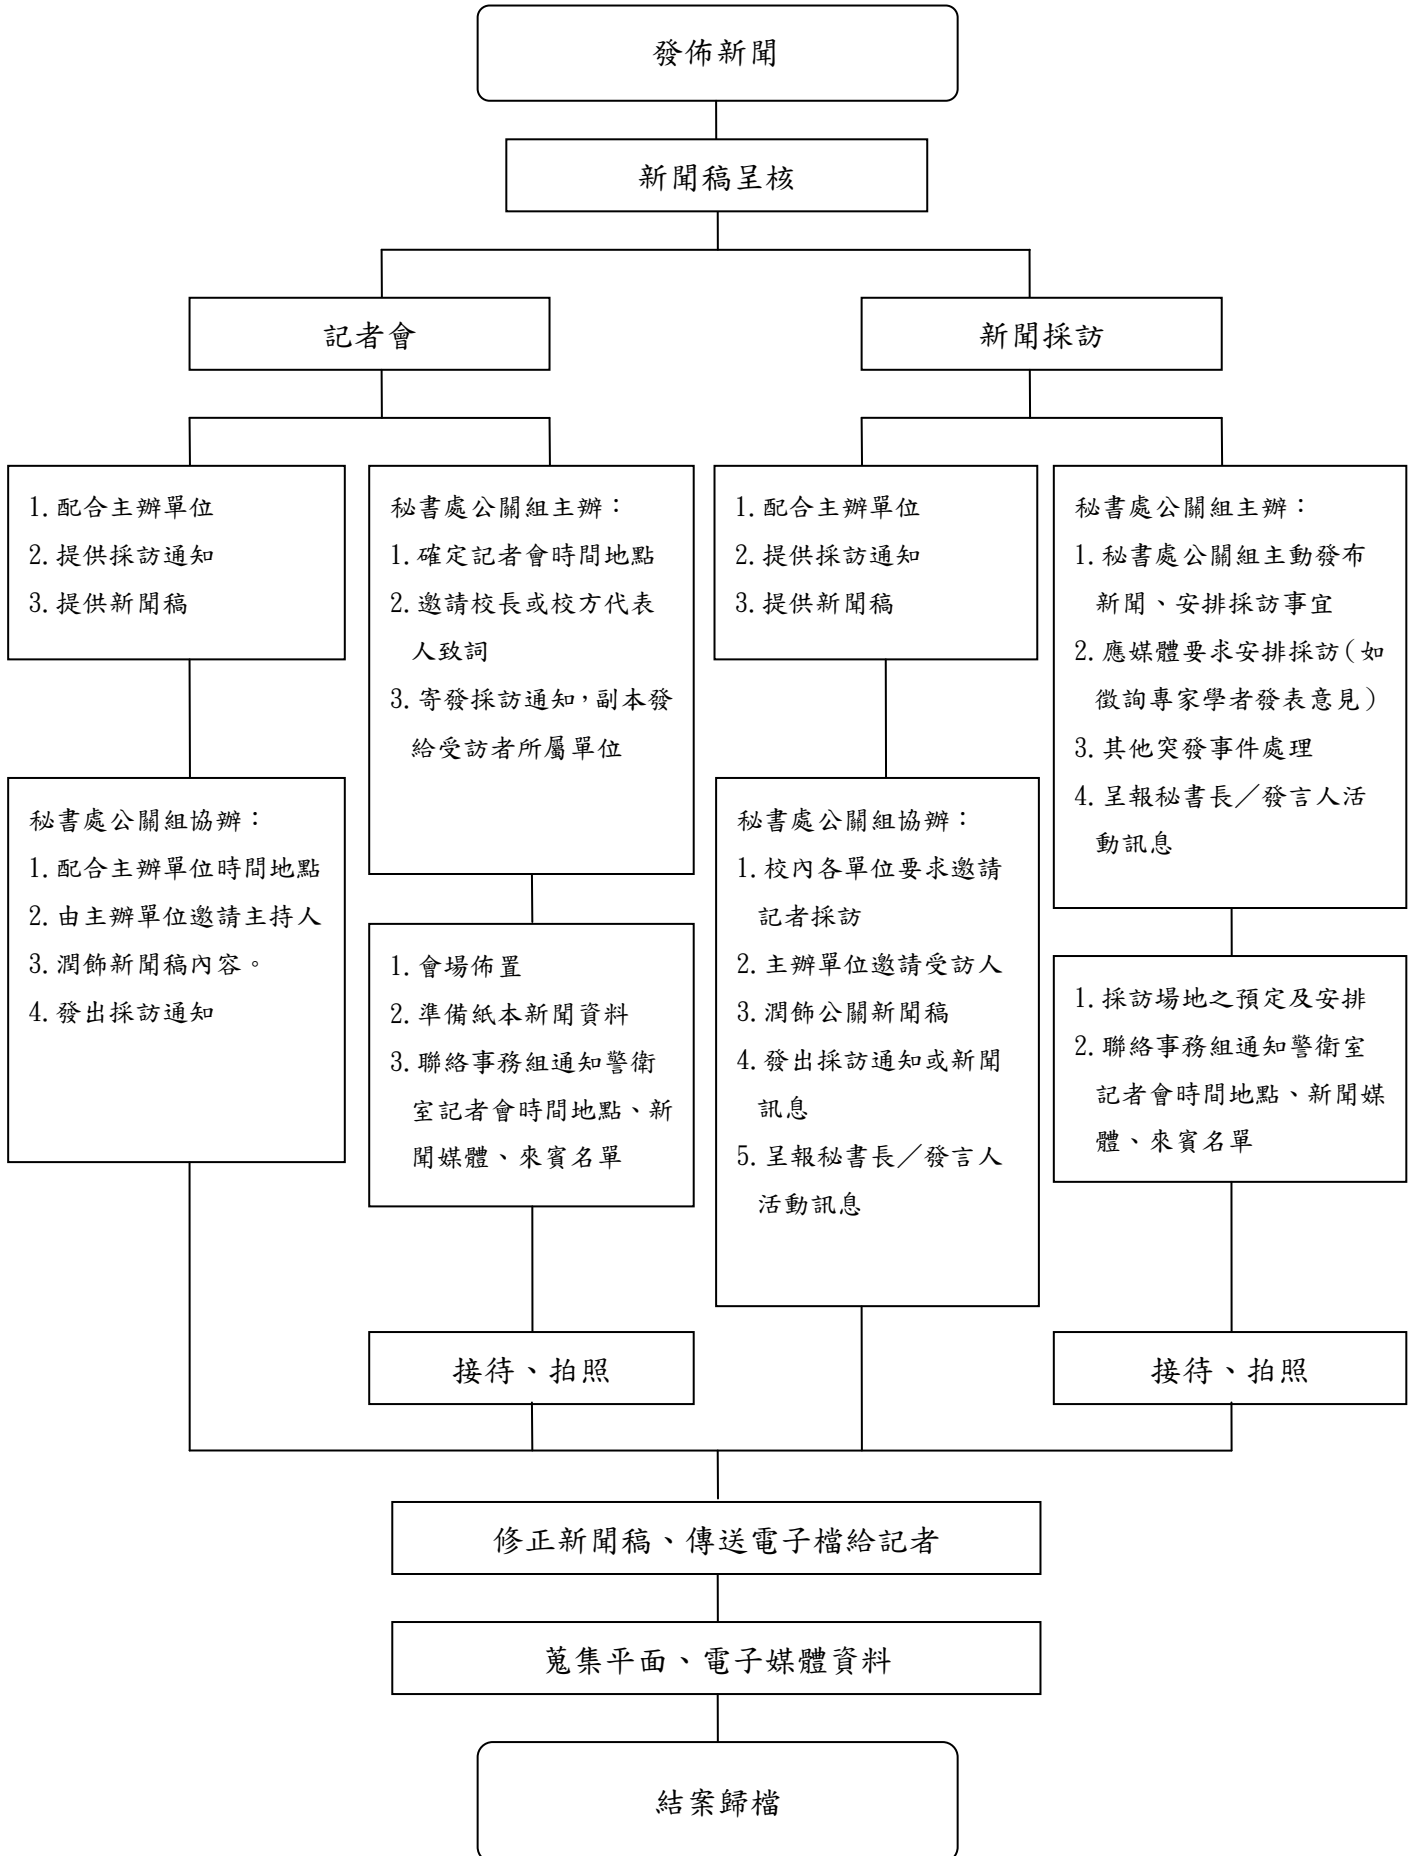 發佈新聞
新聞稿呈核
記者會
新聞採訪
1.配合主辦單位
2.提供採訪通知
3.提供新聞稿
秘書處公關組協辦：
1.配合主辦單位時間地點
2.由主辦單位邀請主持人
3.潤飾新聞稿內容。
4.發出採訪通知
秘書處公關組主辦：
1.確定記者會時間地點
2.邀請校長或校方代表
人致詞
3.寄發採訪通知，副本發
給受訪者所屬單位
1.會場佈置
2.準備紙本新聞資料
3.聯絡事務組通知警衛
室記者會時間地點、新
聞媒體、來賓名單
接待、拍照
1.配合主辦單位
2.提供採訪通知
3.提供新聞稿
秘書處公關組協辦：
1.校內各單位要求邀請
記者採訪
2.主辦單位邀請受訪人
3.潤飾公關新聞稿
4.發出採訪通知或新聞
訊息
5.呈報秘書長／發言人
活動訊息
秘書處公關組主辦：
1.秘書處公關組主動發布
新聞、安排採訪事宜
2.應媒體要求安排採訪（如
徵詢專家學者發表意見）
3.其他突發事件處理
4.呈報秘書長／發言人活
動訊息
1.採訪場地之預定及安排
2.聯絡事務組通知警衛室
記者會時間地點、新聞媒
體、來賓名單
接待、拍照
修正新聞稿、傳送電子檔給記者
蒐集平面、電子媒體資料
結案歸檔